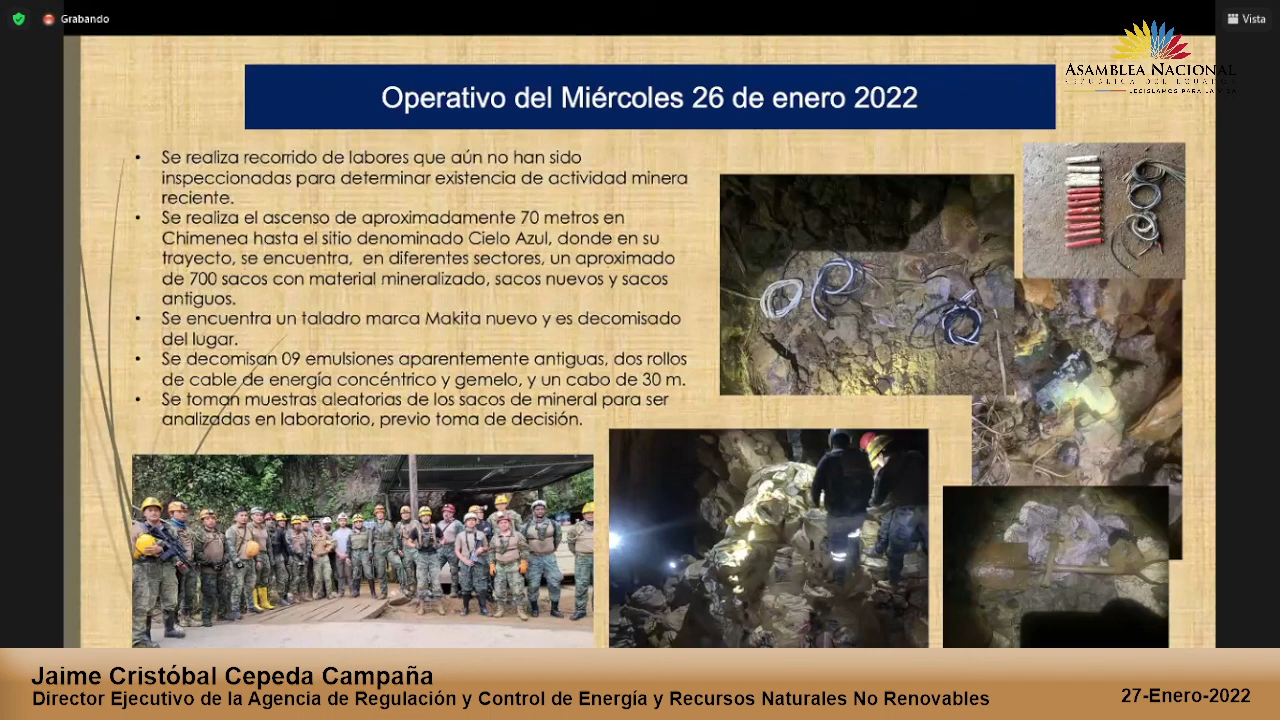 Grabando
Vista
ASAMBLEA NACIONAL
REPÚBLICA DEL ECUADOR
LEGISLAMOS PARA LA VIDA
Operativo del Miércoles 26 de enero 2022
• Se realiza recorrido de labores que aún no han sido
inspeccionadas para determinar existencia de actividad minera
reciente.
• Se realiza el ascenso de aproximadamente 70 metros en
Chimenea hasta el sitio denominado Cielo Azul, donde en su
trayecto, se encuentra, en diferentes sectores, un aproximado
de 700 sacos con material mineralizado, sacos nuevos y sacos
antiguos.
• Se encuentra un taladro marca Makita nuevo y es decomisado
del lugar.
• Se decomisan 09 emulsiones aparentemente antiguas, dos rollos
de cable de energía concéntrico y gemelo, y un cabo de 30 m.
• Se toman muestras aleatorias de los sacos de mineral para ser
analizadas en laboratorio, previo toma de decisión.
Jaime Cristóbal Cepeda Campaña
Director Ejecutivo de la Agencia de Regulación y Control de Energía y Recursos Naturales No Renovables
27-Enero-2022